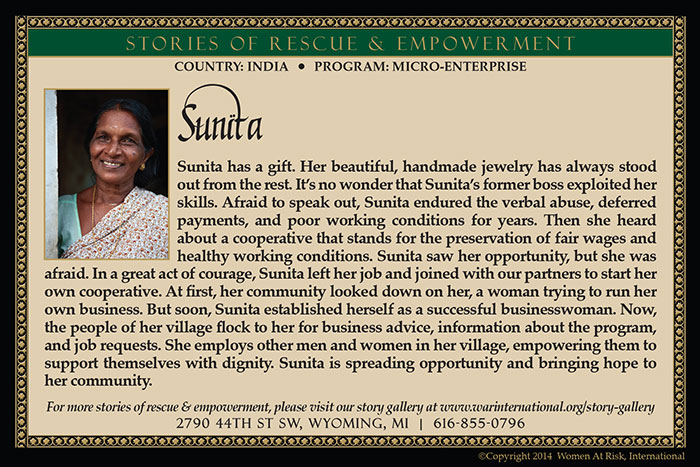 STORIES OF RESCUE & EMPOWERMENT
COUNTRY: INDIA • PROGRAM: MICRO-ENTERPRISE
Sunita
Sunita has a gift. Her beautiful, handmade jewelry has always stood
out from the rest. It's no wonder that Sunita's former boss exploited her
skills. Afraid to speak out, Sunita endured the verbal abuse, deferred
payments, and poor working conditions for years. Then she heard
about a cooperative that stands for the preservation of fair wages and
healthy working conditions. Sunita saw her opportunity, but she was
afraid. In a great act of courage, Sunita left her job and joined with our partners to start her
own cooperative. At first, her community looked down on her, a woman trying to run her
own business. But soon, Sunita established herself as a successful businesswoman. Now,
the people of her village flock to her for business advice, information about the program,
and job requests. She employs other men and women in her village, empowering them to
support themselves with dignity. Sunita is spreading opportunity and bringing hope to
her community.
For more stories of rescue & empowerment, please visit our story gallery at www.warinternational.org/story-gallery
2790 44TH ST SW, WYOMING, MI | 616-855-0796
©Copyright 2014 Women At Risk, International